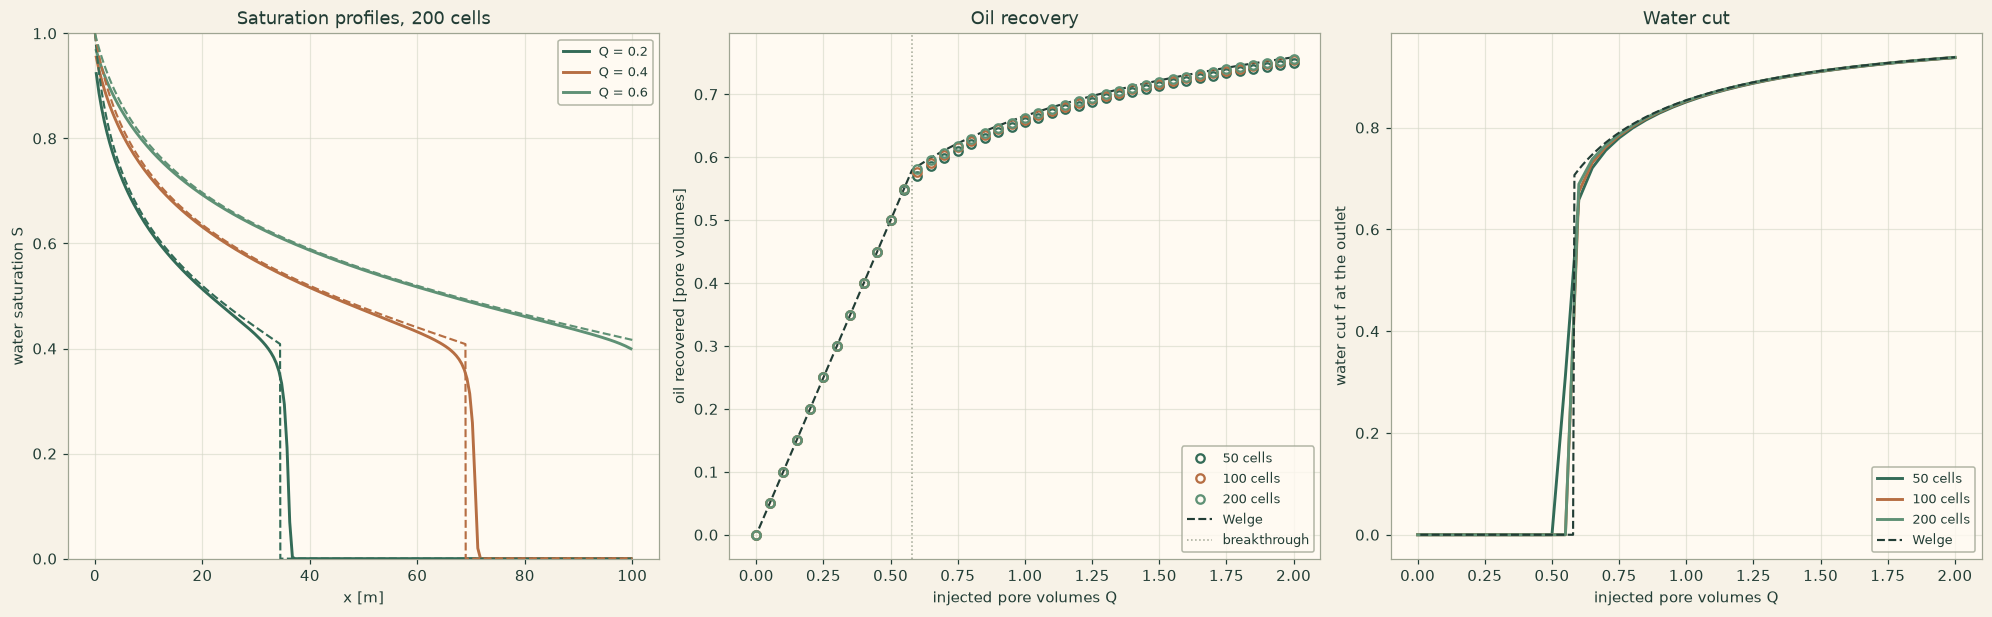 Saturation profiles, 200 cells
water saturation S
1.0
0.8
0.6
0.4
0.2
0.0
Q = 0.2
Q = 0.4
Q = 0.6
0
20
40
60
80
100
x [m]
Oil recovery
oil recovered [pore volumes]
0.7
0.6
0.5
0.4
0.3
0.2
0.1
0.0
50 cells
100 cells
200 cells
Welge
breakthrough
0.00
0.25
0.50
0.75
1.00
1.25
1.50
1.75
2.00
injected pore volumes Q
Water cut
water cut f at the outlet
0.8
0.6
0.4
0.2
0.0
50 cells
100 cells
200 cells
Welge
0.00
0.25
0.50
0.75
1.00
1.25
1.50
1.75
2.00
injected pore volumes Q